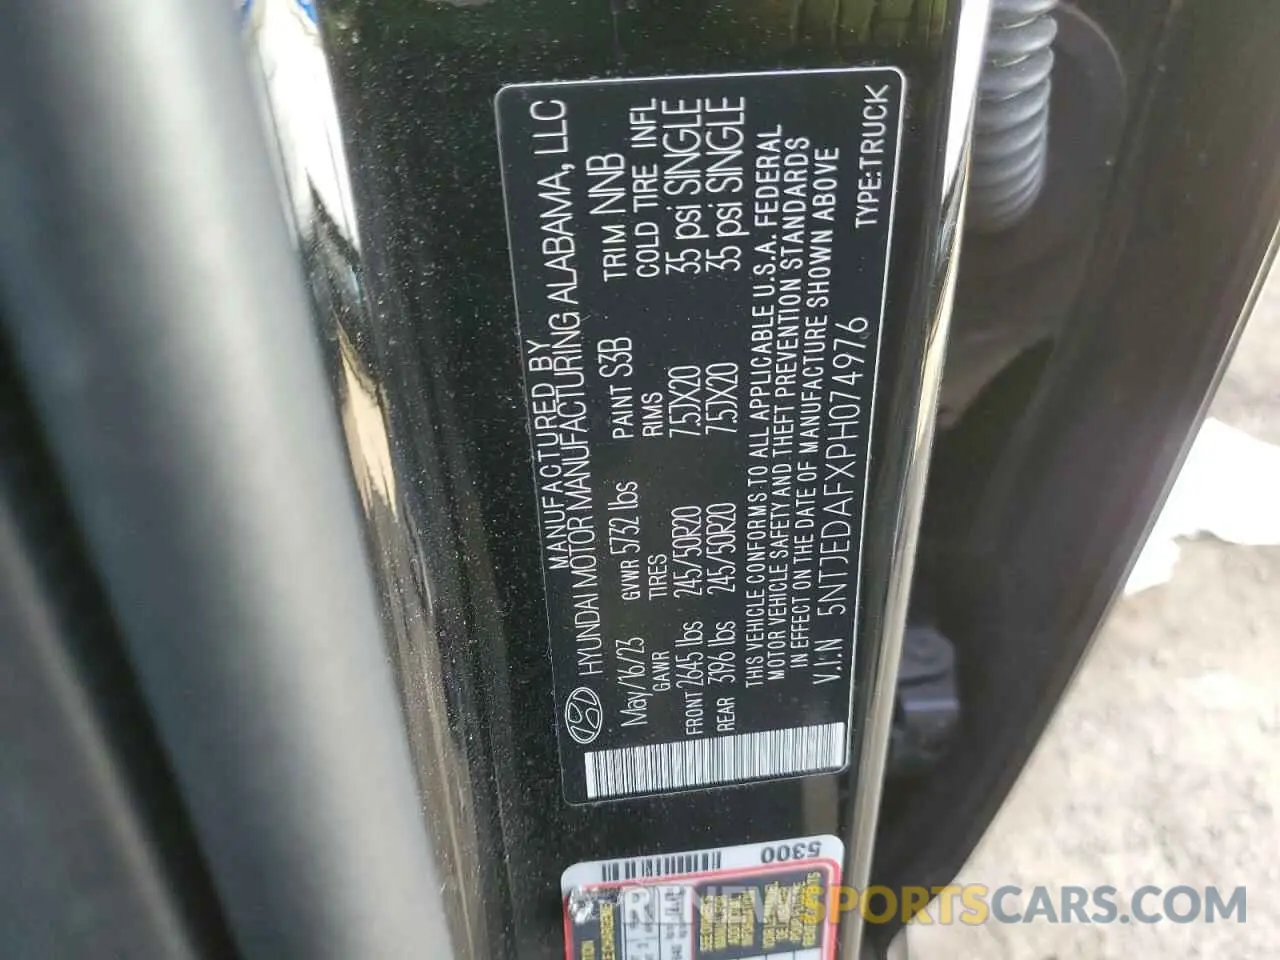 MANUFACTURED BY
HYUNDAI MOTOR MANUFACTURING ALABAMA, LLC
May/16/23 GVWR 5732 lbs PAINT S3B TRIM NNB
GAWR TIRES RIMS COLD TIRE INFL
FRONT 2645 lbs 245/50R20 7.5JX20 35 psi SINGLE
REAR 3196 lbs 245/50R20 7.5JX20 35 psi SINGLE
THIS VEHICLE CONFORMS TO ALL APPLICABLE U.S.A. FEDERAL
MOTOR VEHICLE SAFETY AND THEFT PREVENTION STANDARDS
IN EFFECT ON THE DATE OF MANUFACTURE SHOWN ABOVE
V.I.N 5NTJEDAFXPH074976 TYPE:TRUCK
5300
RENEWSPORTSCARS.COM